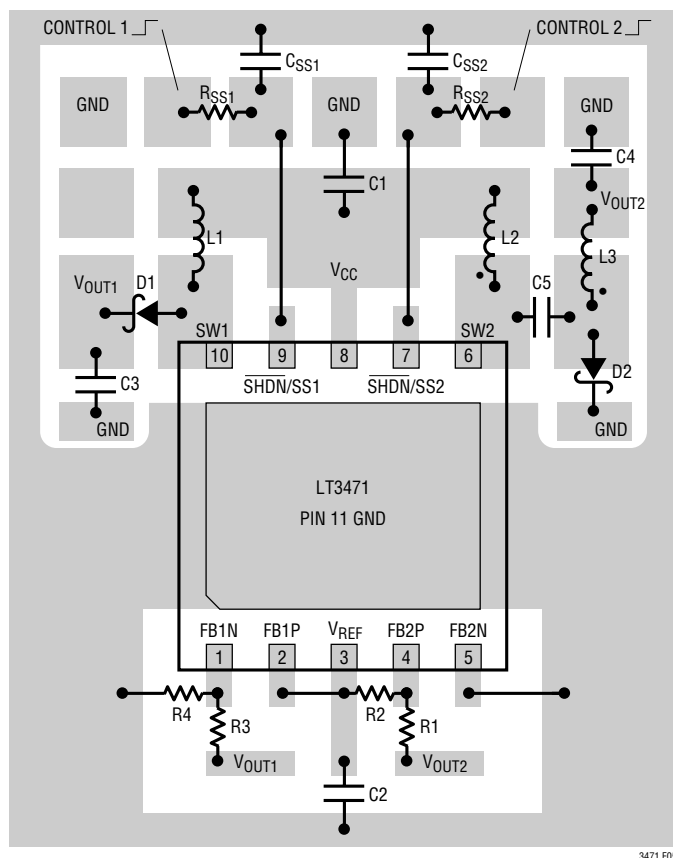 CONTROL 1
CONTROL 2
CSS1
CSS2
RSS1
RSS2
GND
GND
GND
C4
C1
VOUT2
L1
L2
L3
VCC
VOUT1
D1
C5
SW1
SW2
10
9
8
7
6
D2
C3
SHDN/SS1
SHDN/SS2
GND
GND
LT3471
PIN 11 GND
FB1N
FB1P
VREF
FB2P
FB2N
1
2
3
4
5
R4
R3
R2
R1
VOUT1
VOUT2
C2